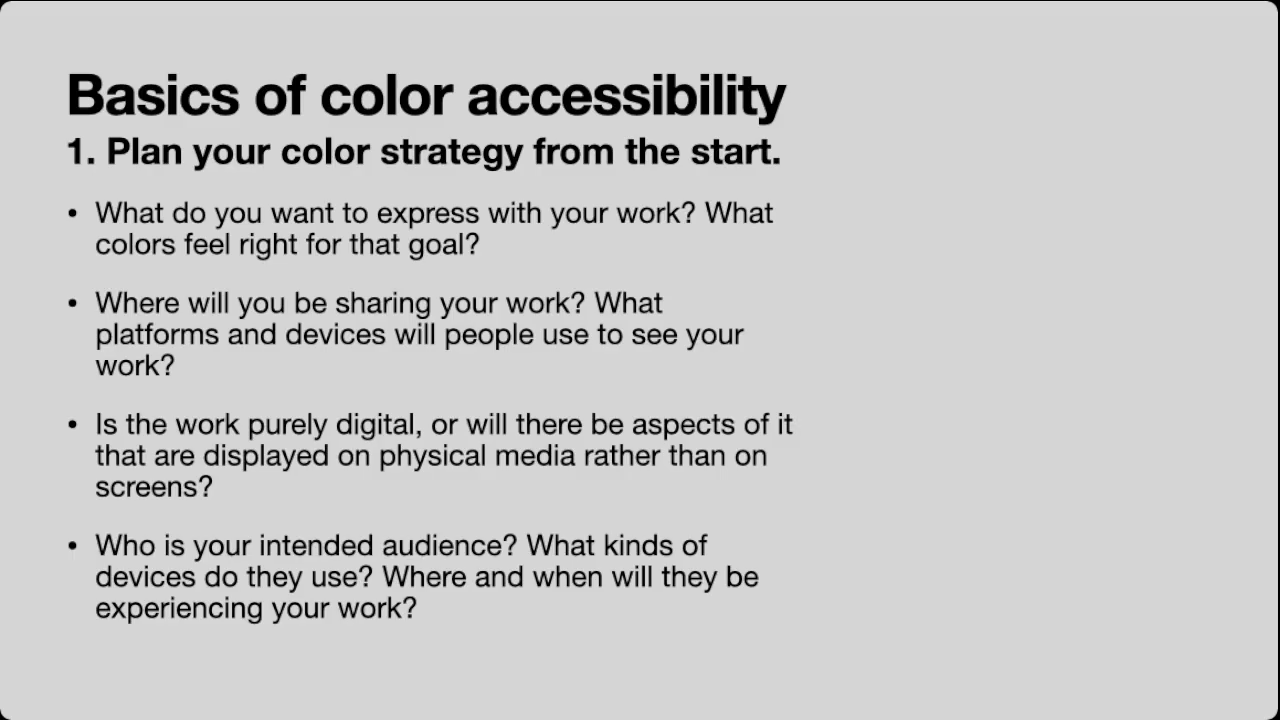 Basics of color accessibility
1. Plan your color strategy from the start.
• What do you want to express with your work? What
colors feel right for that goal?
• Where will you be sharing your work? What
platforms and devices will people use to see your
work?
• Is the work purely digital, or will there be aspects of it
that are displayed on physical media rather than on
screens?
• Who is your intended audience? What kinds of
devices do they use? Where and when will they be
experiencing your work?